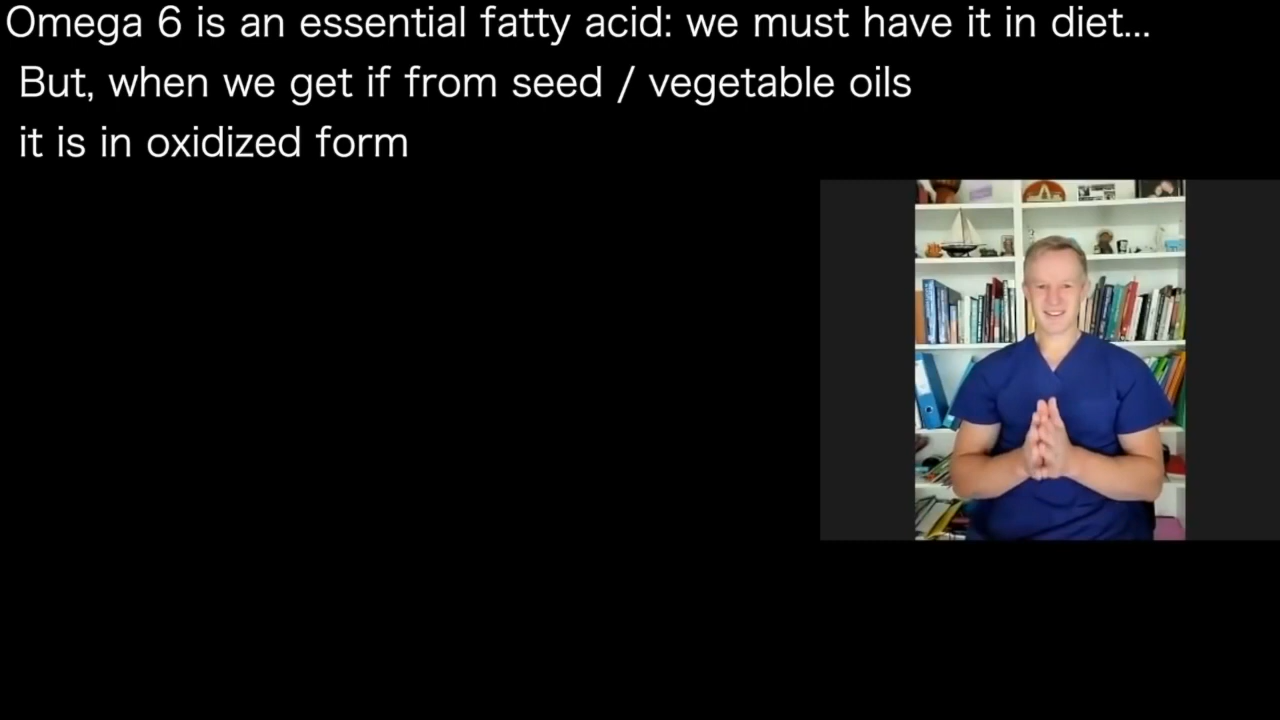 Omega 6 is an essential fatty acid: we must have it in diet...
But, when we get if from seed / vegetable oils
it is in oxidized form